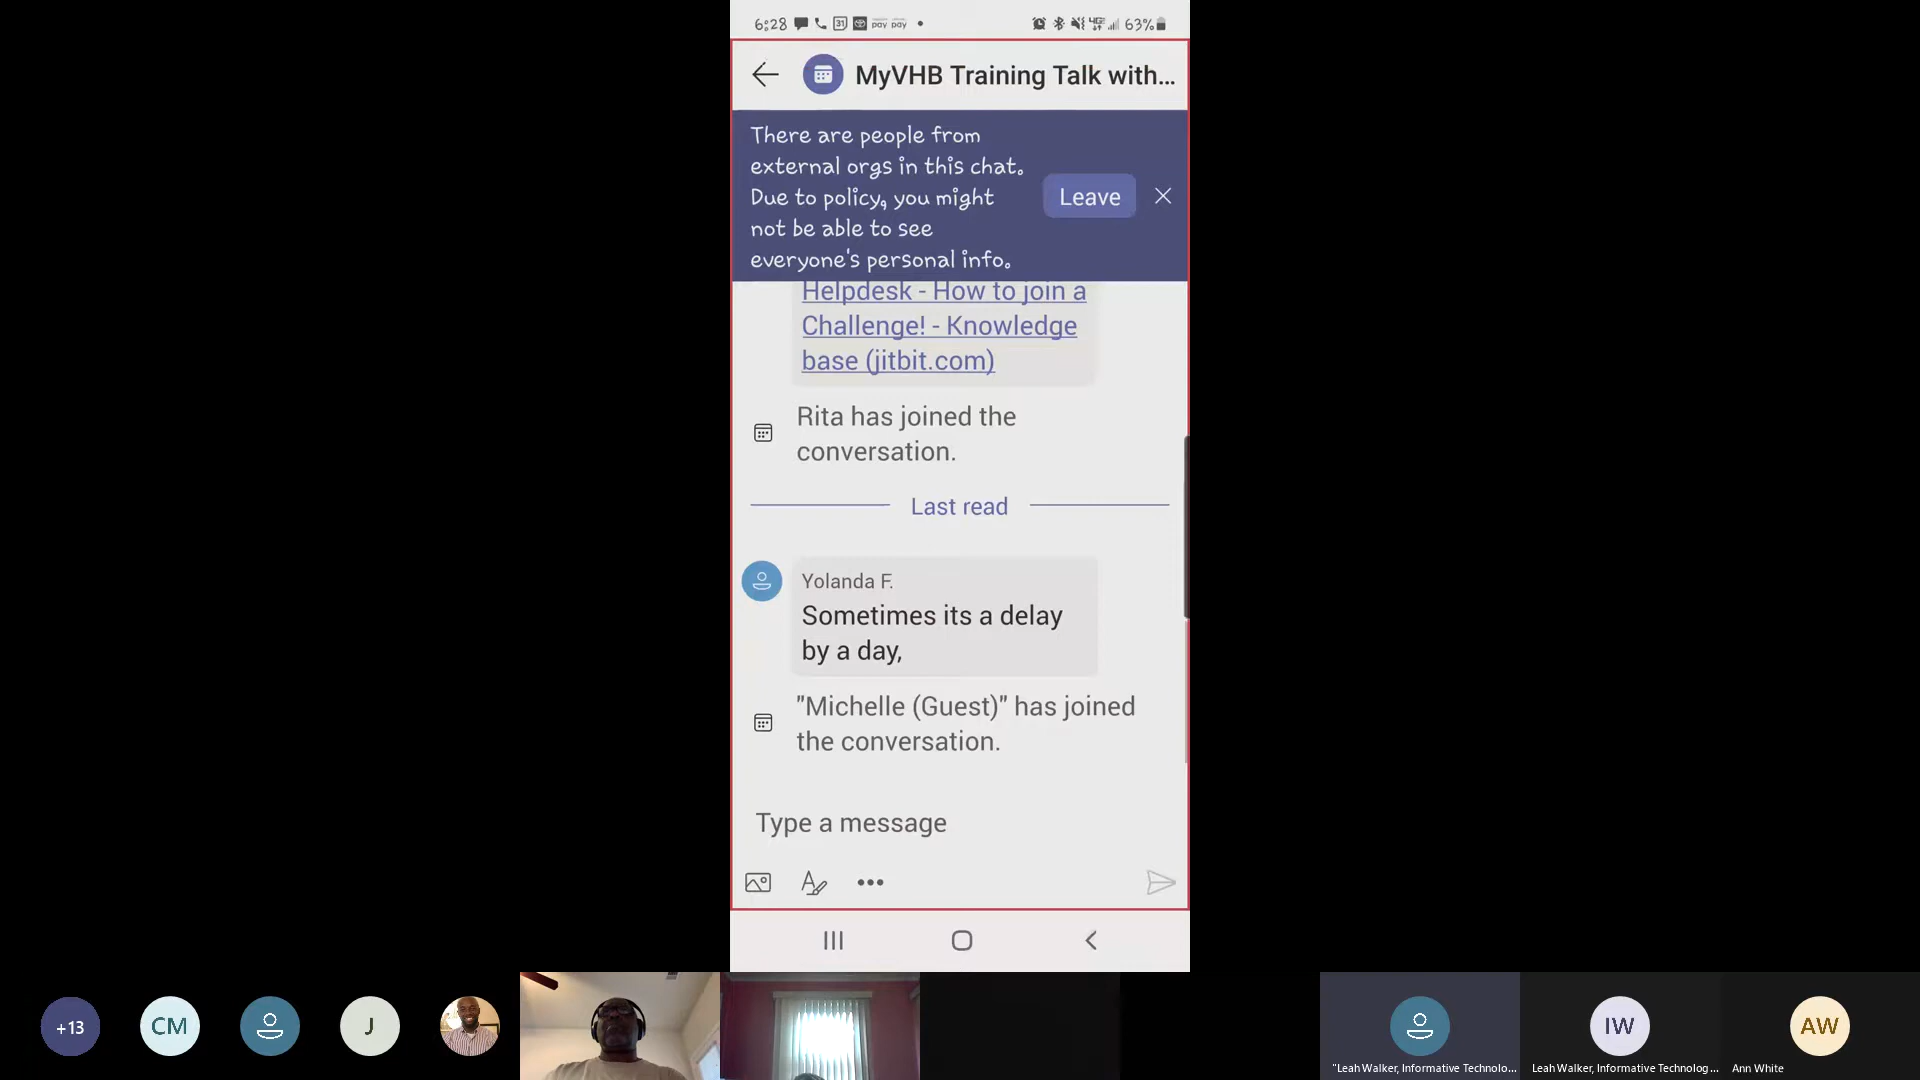 6:28
31
pay pay
63%
MyVHB Training Talk with...
There are people from
external orgs in this chat.
Due to policy, you might
not be able to see
everyone's personal info.
Leave
Helpdesk - How to join a
Challenge! - Knowledge
base (jitbit.com)
Rita has joined the
conversation.
Last read
Yolanda F.
Sometimes its a delay
by a day,
"Michelle (Guest)" has joined
the conversation.
Type a message
+13
CM
J
IW
AW
"Leah Walker, Informative Technolo...
Leah Walker, Informative Technolog...
Ann White